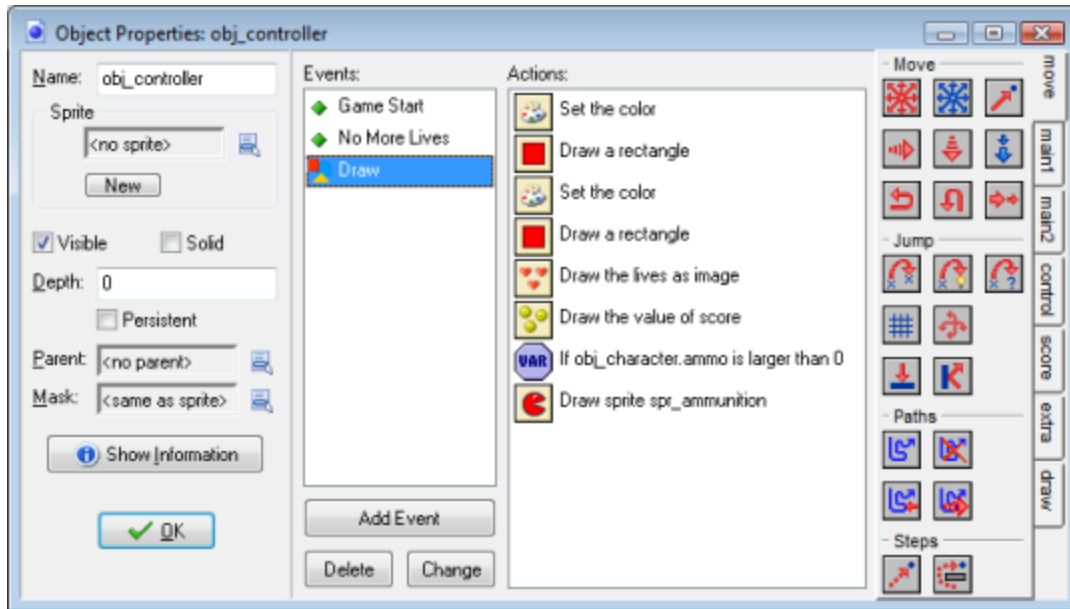 Object Properties: obj_controller
Name: obj_controller
Sprite
<no sprite>
New
Visible Solid
Depth: 0
Persistent
Parent: <no parent>
Mask: <same as sprite>
Show Information
OK
Events:
Game Start
No More Lives
Draw
Add Event
Delete Change
Actions:
Set the color
Draw a rectangle
Set the color
Draw a rectangle
Draw the lives as image
Draw the value of score
VAR If obj_character.ammo is larger than 0
Draw sprite spr_ammunition
Move
Jump
?
Paths
Steps
move
main1
main2
control
score
extra
draw